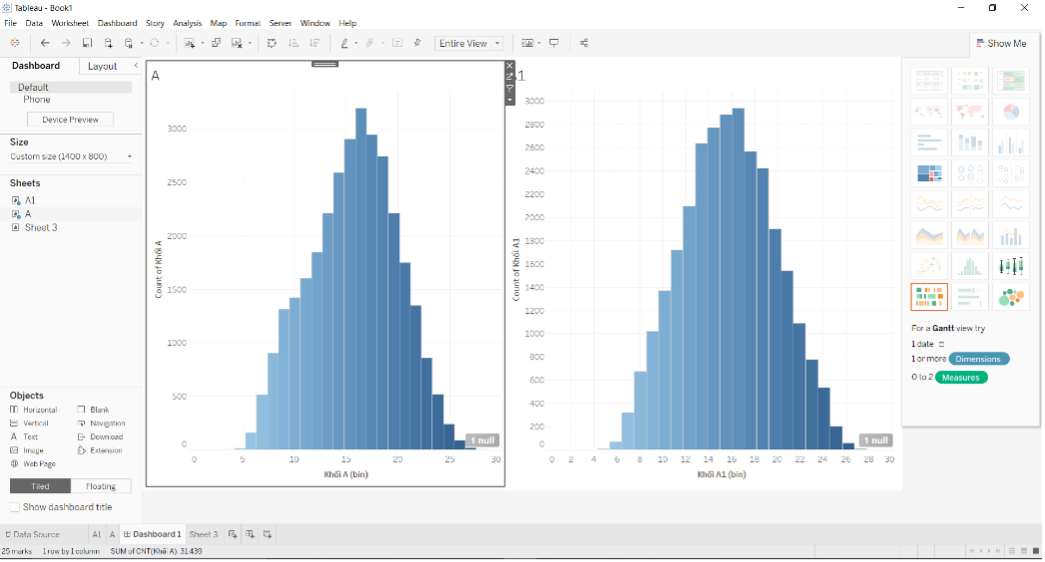 Tableau - Book1
File Data Worksheet Dashboard Story Analysis Map Format Server Window Help
Entire View
Show Me
Dashboard Layout
Default
Phone
Device Preview
Size
Custom size (1400 x 800)
Sheets
A1
A
Sheet 3
Objects
Horizontal Blank
Vertical Navigation
A Text Download
Image Extension
Web Page
Tiled Floating
Show dashboard title
A
Count of Khối A
3000
2500
2000
1500
1000
500
0
0 5 10 15 20 25 30
Khối A (bin)
1 null
1
Count of Khối A1
3000
2800
2600
2400
2200
2000
1800
1600
1400
1200
1000
800
600
400
200
0
0 2 4 6 8 10 12 14 16 18 20 22 24 26 28 30
Khối A1 (bin)
1 null
For a Gantt view try
1 date
1 or more Dimensions
0 to 2 Measures
Data Source A1 A Dashboard 1 Sheet 3
25 marks 1 row by 1 column SUM of CNT(Khối A): 31.439